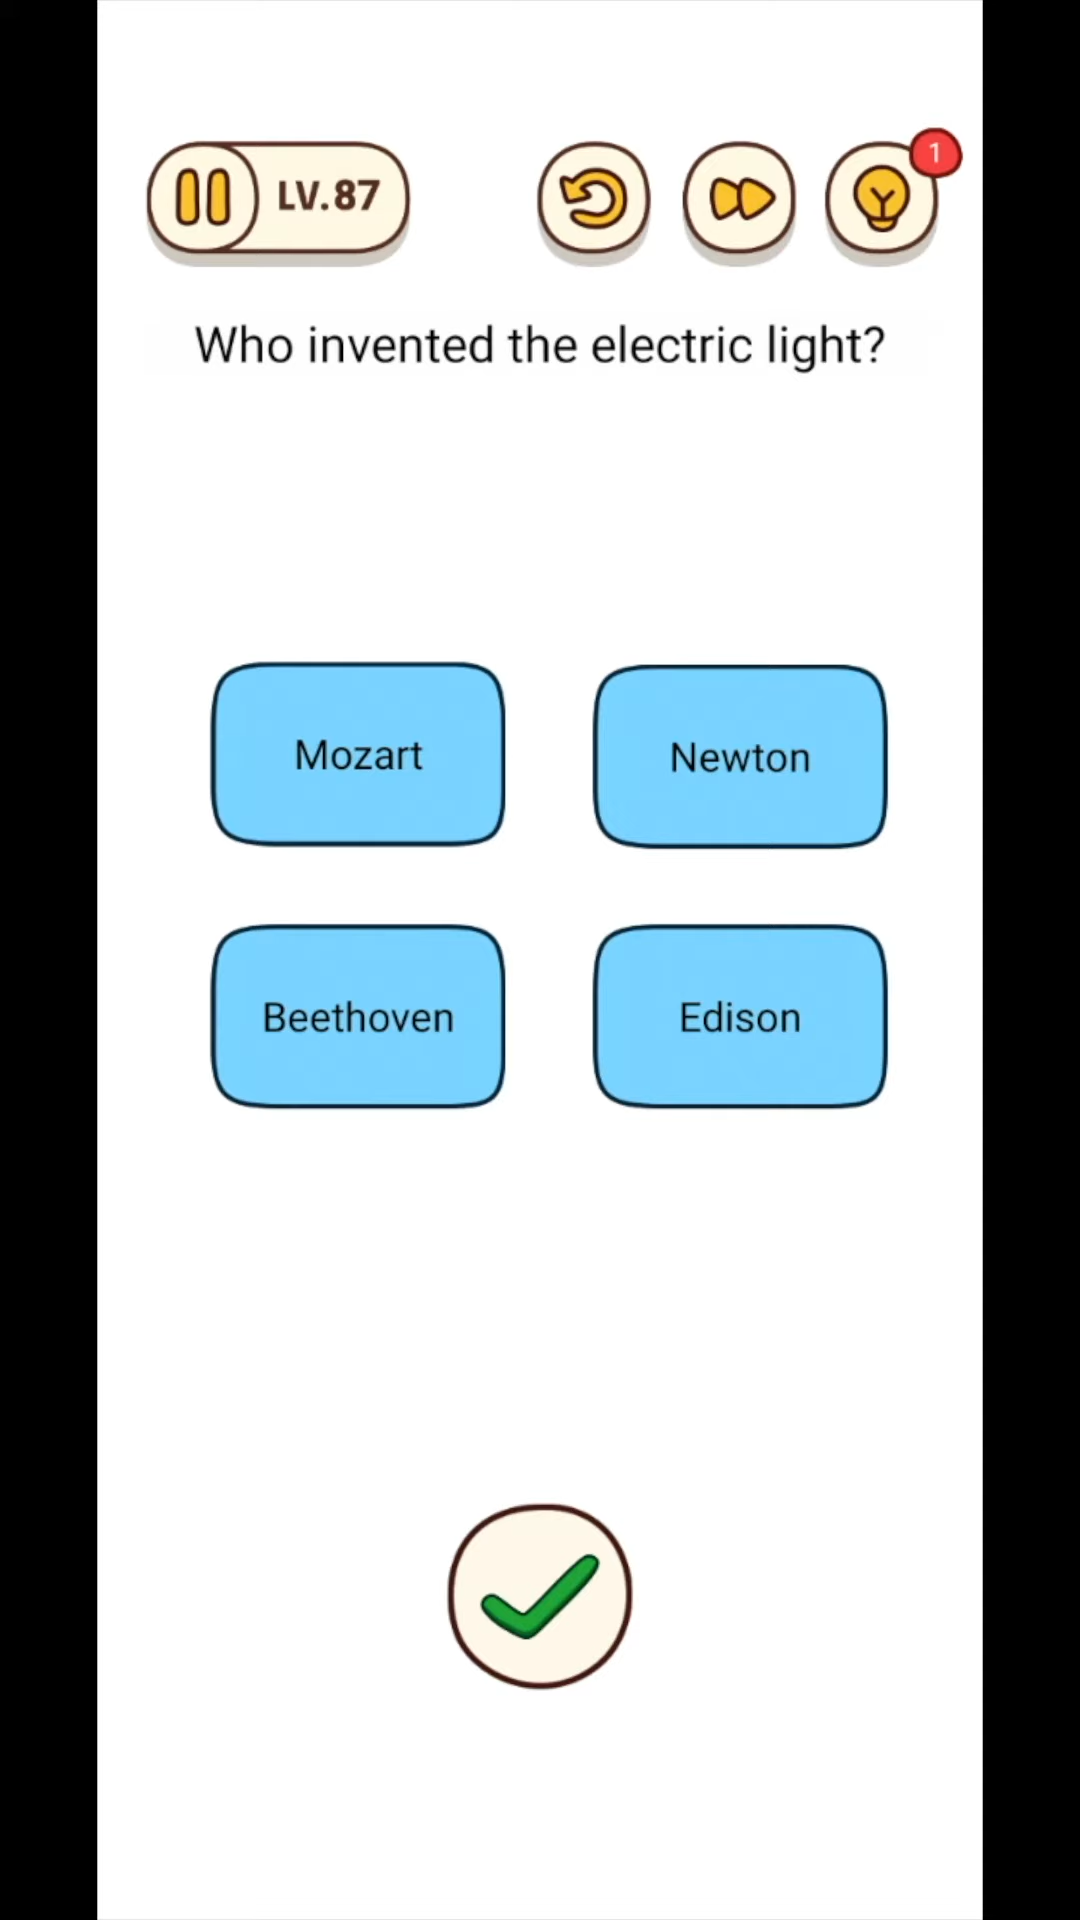 LV.87
1
Who invented the electric light?
Mozart
Newton
Beethoven
Edison